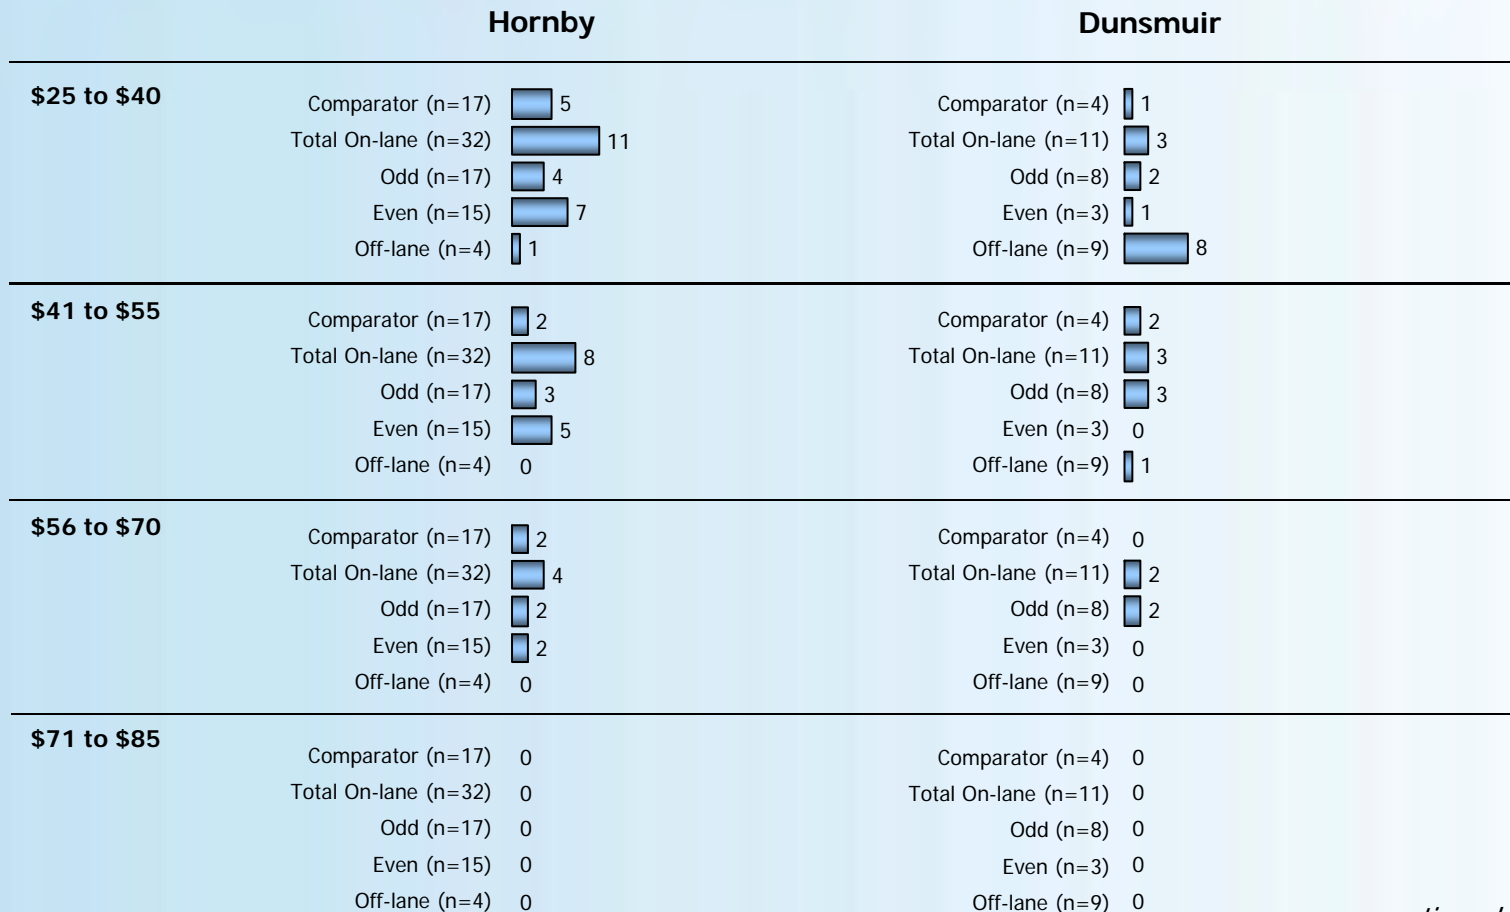 Hornby Dunsmuir
$25 to $40
Comparator (n=17) 5 Comparator (n=4) 1
Total On-lane (n=32) 11 Total On-lane (n=11) 3
Odd (n=17) 4 Odd (n=8) 2
Even (n=15) 7 Even (n=3) 1
Off-lane (n=4) 1 Off-lane (n=9) 8
$41 to $55
Comparator (n=17) 2 Comparator (n=4) 2
Total On-lane (n=32) 8 Total On-lane (n=11) 3
Odd (n=17) 3 Odd (n=8) 3
Even (n=15) 5 Even (n=3) 0
Off-lane (n=4) 0 Off-lane (n=9) 1
$56 to $70
Comparator (n=17) 2 Comparator (n=4) 0
Total On-lane (n=32) 4 Total On-lane (n=11) 2
Odd (n=17) 2 Odd (n=8) 2
Even (n=15) 2 Even (n=3) 0
Off-lane (n=4) 0 Off-lane (n=9) 0
$71 to $85
Comparator (n=17) 0 Comparator (n=4) 0
Total On-lane (n=32) 0 Total On-lane (n=11) 0
Odd (n=17) 0 Odd (n=8) 0
Even (n=15) 0 Even (n=3) 0
Off-lane (n=4) 0 Off-lane (n=9) 0